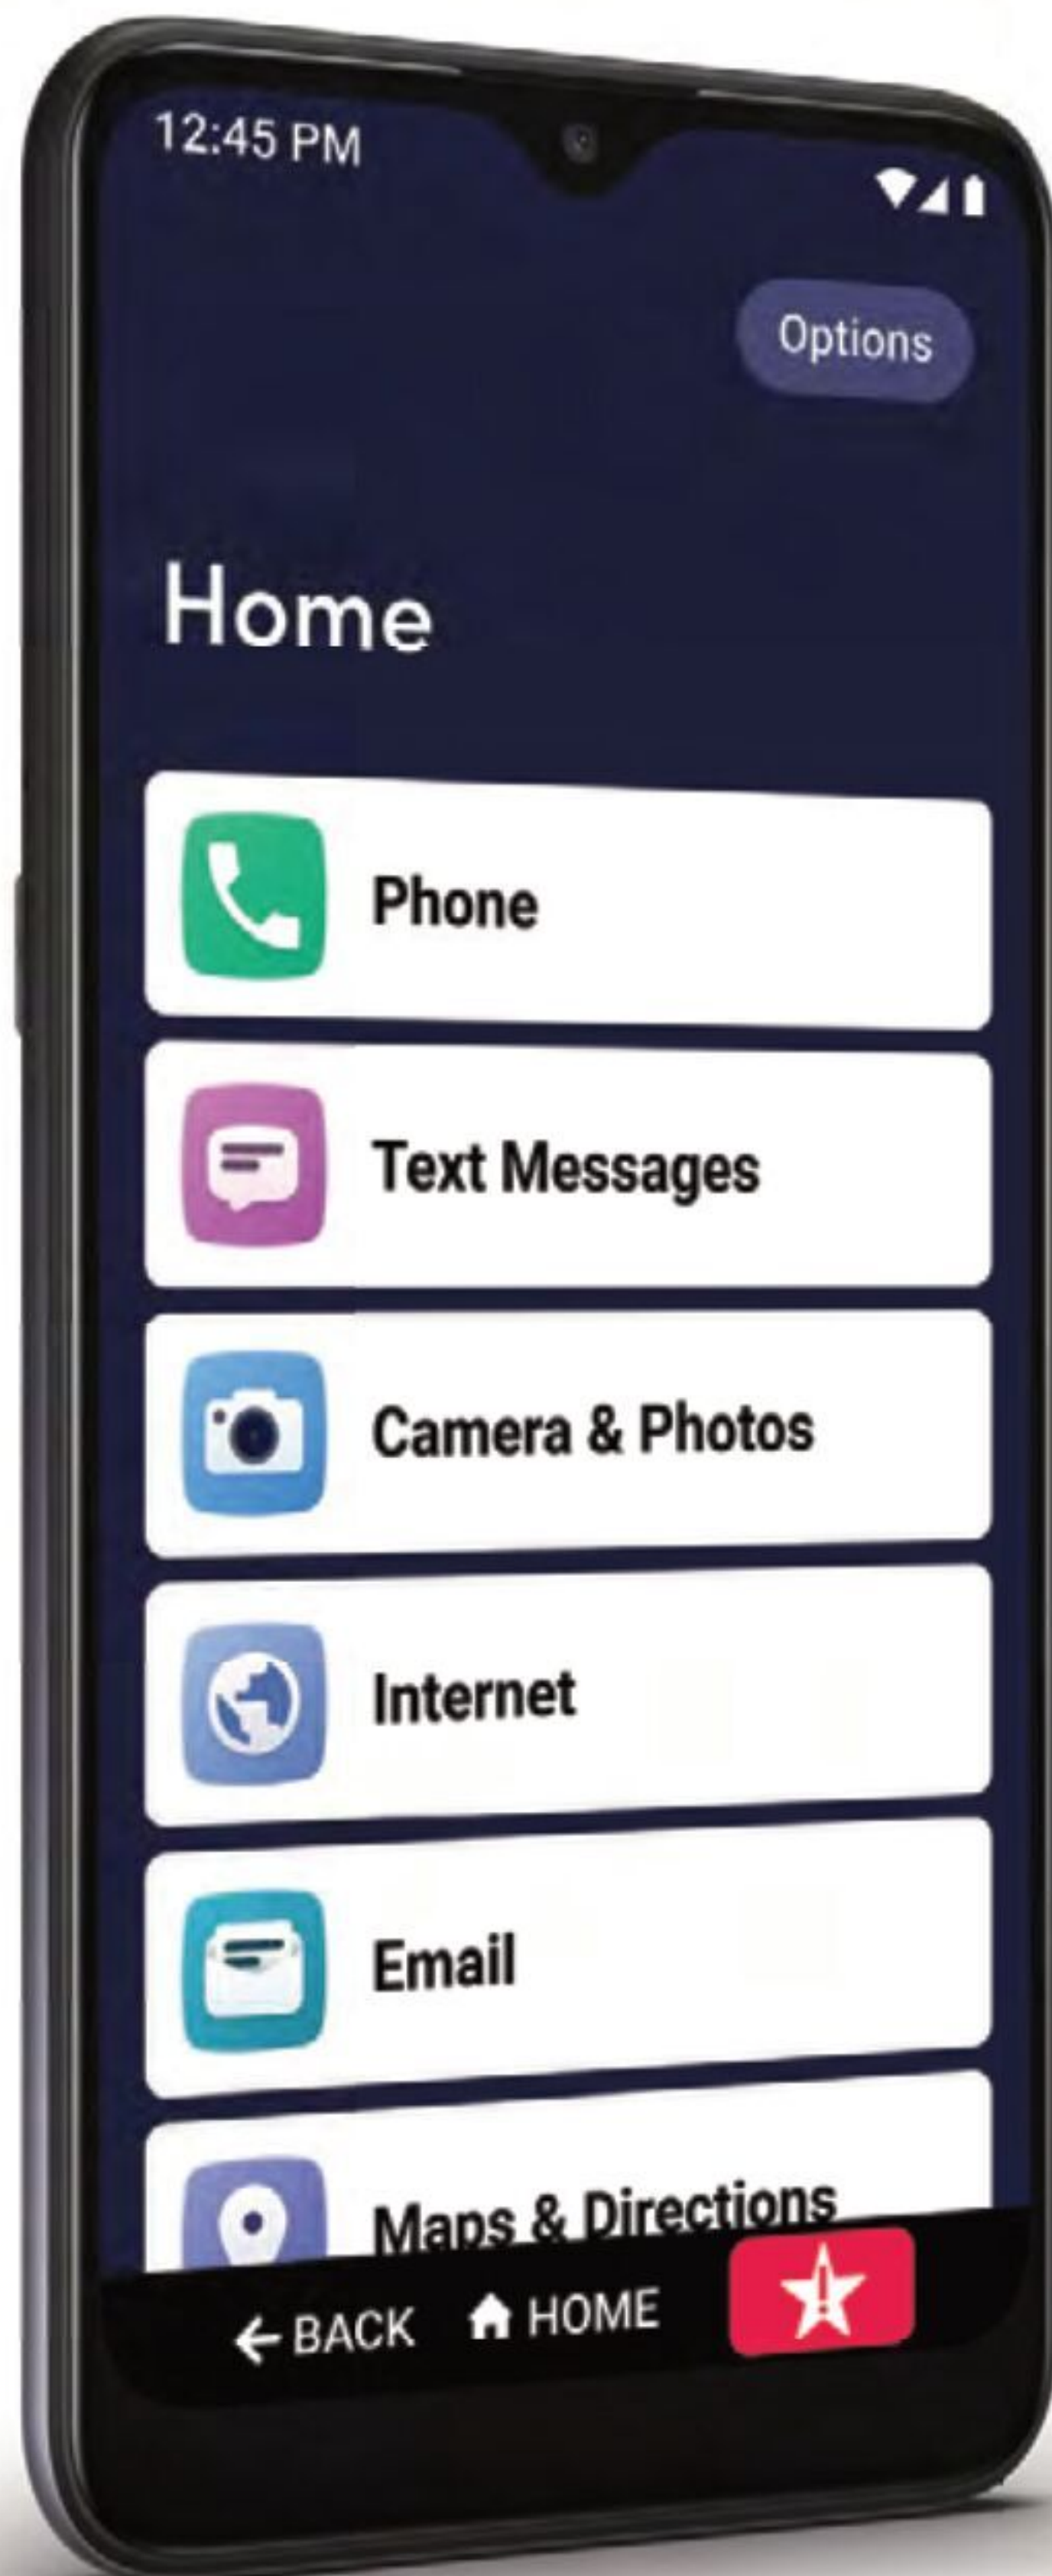 12:45 PM
Options
Home
Phone
Text Messages
Camera & Photos
Internet
Email
Maps & Directions
BACK
HOME